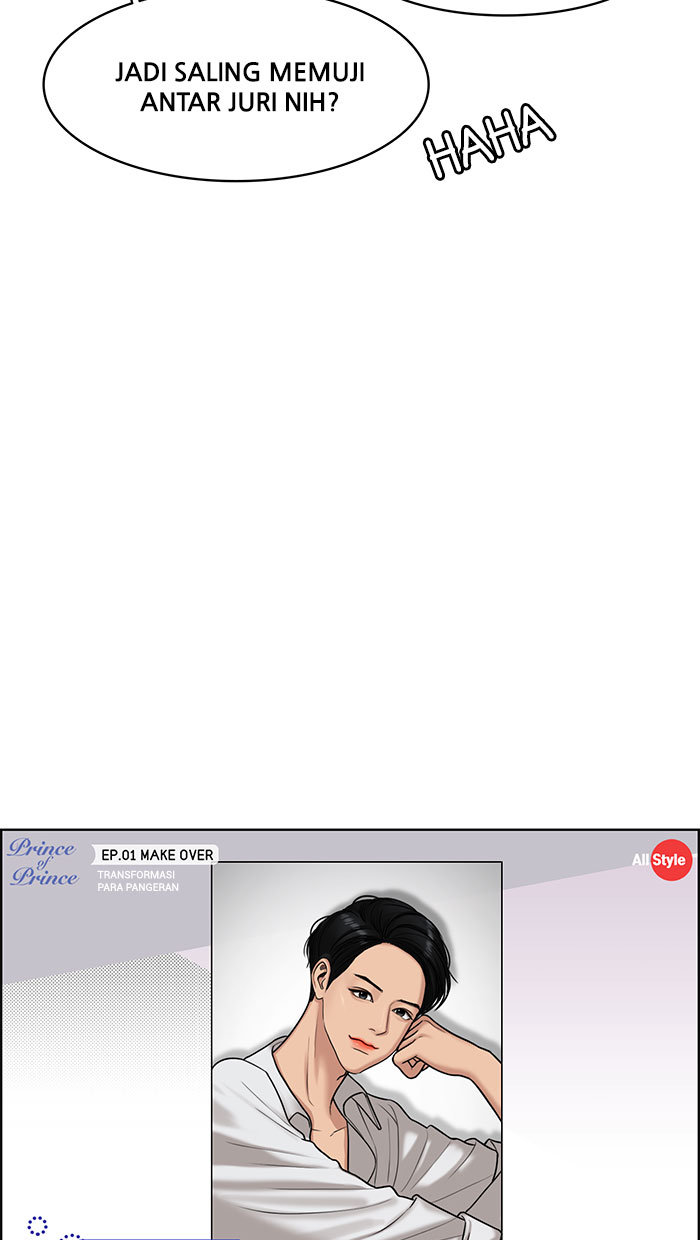 JADI SALING MEMUJI
ANTAR JURI NIH?
HAHA
Prince
of
Prince
EP.01 MAKE OVER
TRANSFORMASI
PARA PANGERAN
All Style